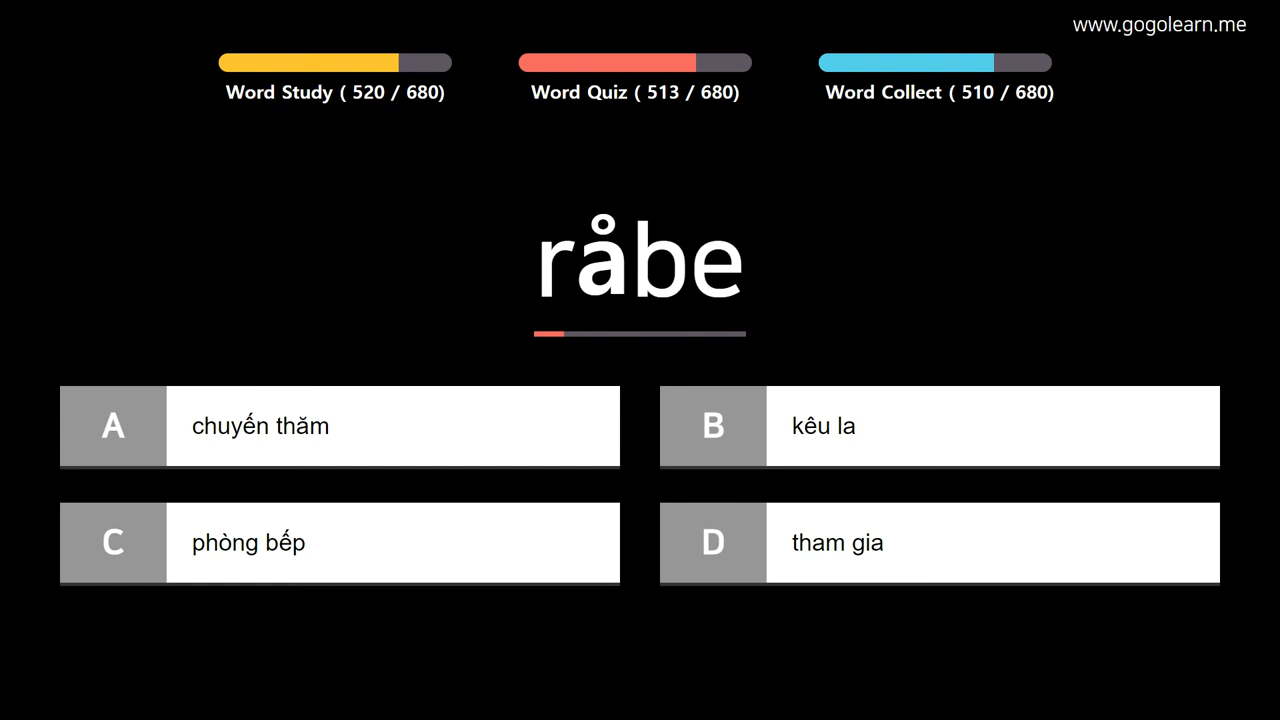 www.gogolearn.me
Word Study ( 520 / 680)
Word Quiz ( 513 / 680)
Word Collect ( 510 / 680)
råbe
A chuyến thăm
B kêu la
C phòng bếp
D tham gia